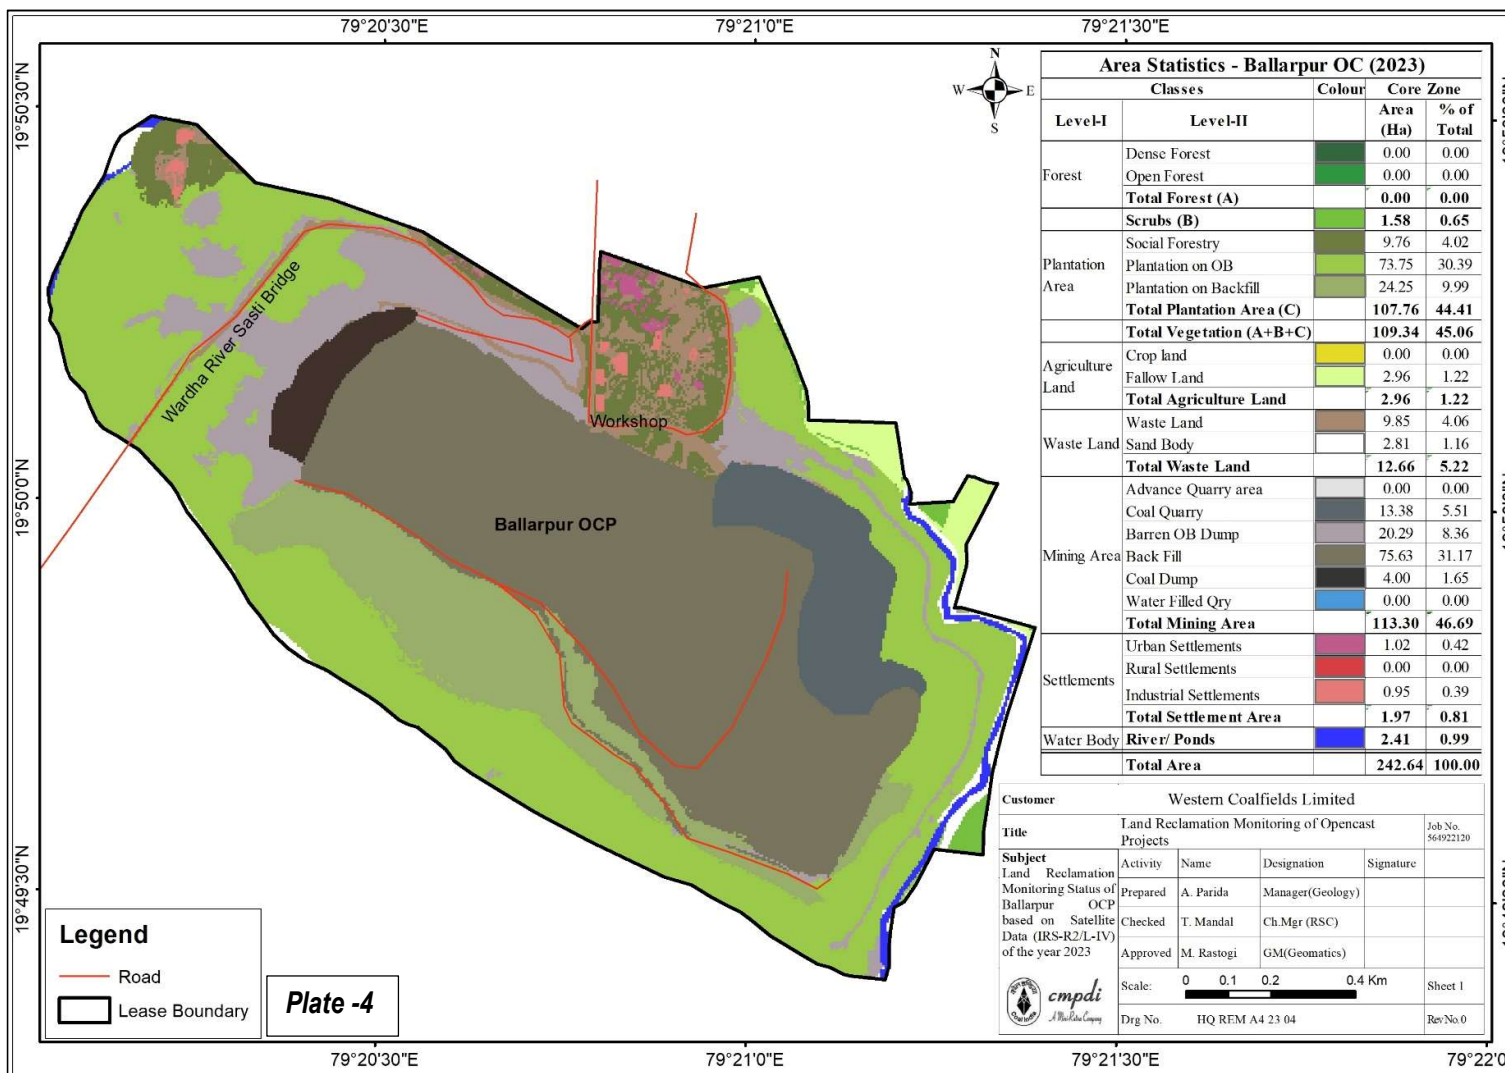 79°20'30"E 79°21'0"E 79°21'30"E
19°50'30"N
19°50'0"N
19°49'30"N
N
W E
S
Wardha River Sasti Bridge
Workshop
Ballarpur OCP
Area Statistics - Ballarpur OC (2023)
Classes Colour Core Zone
Level-I Level-II Area (Ha) % of Total
Forest
Dense Forest 0.00 0.00
Open Forest 0.00 0.00
Total Forest (A) 0.00 0.00
Scrubs (B) 1.58 0.65
Plantation Area
Social Forestry 9.76 4.02
Plantation on OB 73.75 30.39
Plantation on Backfill 24.25 9.99
Total Plantation Area (C) 107.76 44.41
Total Vegetation (A+B+C) 109.34 45.06
Agriculture Land
Crop land 0.00 0.00
Fallow Land 2.96 1.22
Total Agriculture Land 2.96 1.22
Waste Land
Waste Land 9.85 4.06
Sand Body 2.81 1.16
Total Waste Land 12.66 5.22
Mining Area
Advance Quarry area 0.00 0.00
Coal Quarry 13.38 5.51
Barren OB Dump 20.29 8.36
Back Fill 75.63 31.17
Coal Dump 4.00 1.65
Water Filled Qry 0.00 0.00
Total Mining Area 113.30 46.69
Settlements
Urban Settlements 1.02 0.42
Rural Settlements 0.00 0.00
Industrial Settlements 0.95 0.39
Total Settlement Area 1.97 0.81
Water Body River/ Ponds 2.41 0.99
Total Area 242.64 100.00
Customer Western Coalfields Limited
Title Land Reclamation Monitoring of Opencast Projects
Job No. 564922120
Subject
Land Reclamation
Monitoring Status of
Ballarpur OCP
based on Satellite
Data (IRS-R2/L-IV)
of the year 2023
Activity Name Designation Signature
Prepared A. Parida Manager(Geology)
Checked T. Mandal Ch.Mgr (RSC)
Approved M. Rastogi GM(Geomatics)
cmpdi
A Mini Ratna Company
Coal India
Scale: 0 0.1 0.2 0.4 Km Sheet 1
Drg No. HQ REM A4 23 04 Rev No. 0
Legend
Road
Lease Boundary
Plate -4
79°20'30"E 79°21'0"E 79°21'30"E 79°22'0